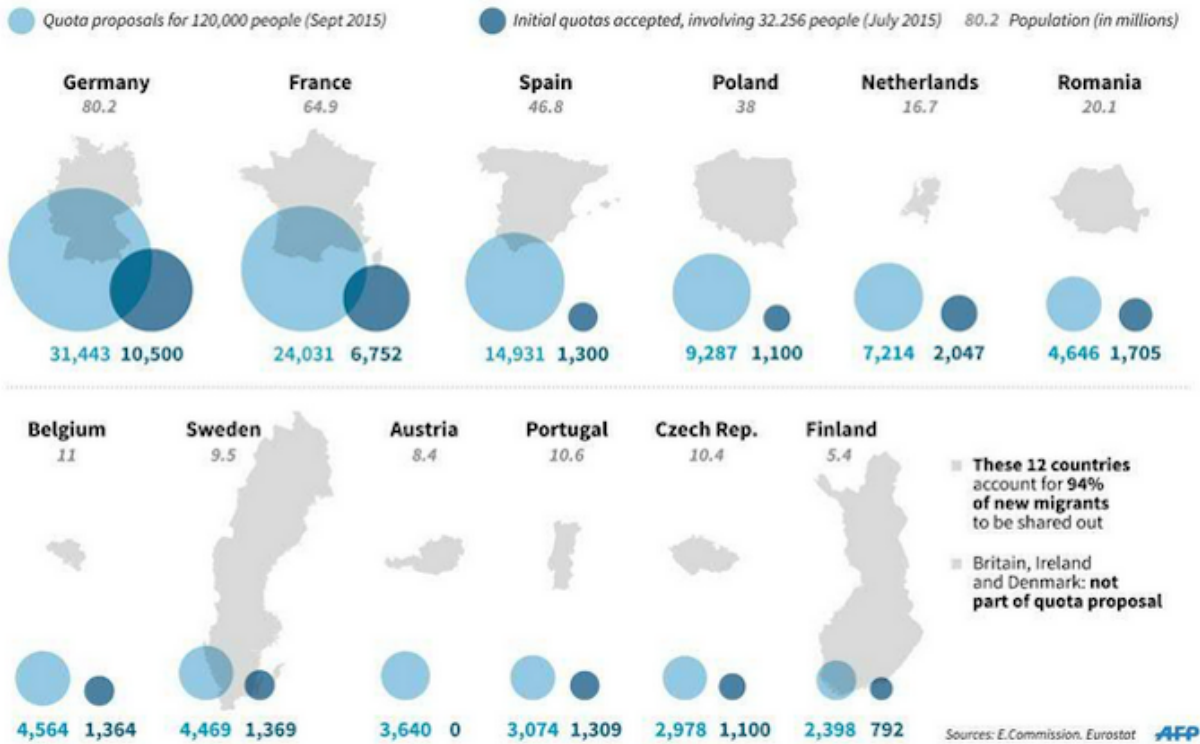 Quota proposals for 120,000 people (Sept 2015) Initial quotas accepted, involving 32.256 people (July 2015) 80.2 Population (in millions)
Germany France Spain Poland Netherlands Romania
80.2 64.9 46.8 38 16.7 20.1
31,443 10,500 24,031 6,752 14,931 1,300 9,287 1,100 7,214 2,047 4,646 1,705
Belgium Sweden Austria Portugal Czech Rep. Finland
11 9.5 8.4 10.6 10.4 5.4
These 12 countries
account for 94%
of new migrants
to be shared out
Britain, Ireland
and Denmark: not
part of quota proposal
4,564 1,364 4,469 1,369 3,640 0 3,074 1,309 2,978 1,100 2,398 792
Sources: E.Commission. Eurostat AFP